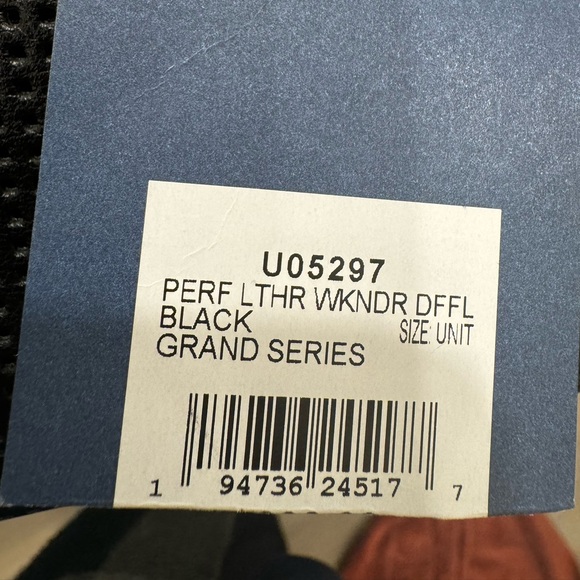 U05297
PERF LTHR WKNDR DFFL
BLACK SIZE: UNIT
GRAND SERIES
1 94736 24517 7